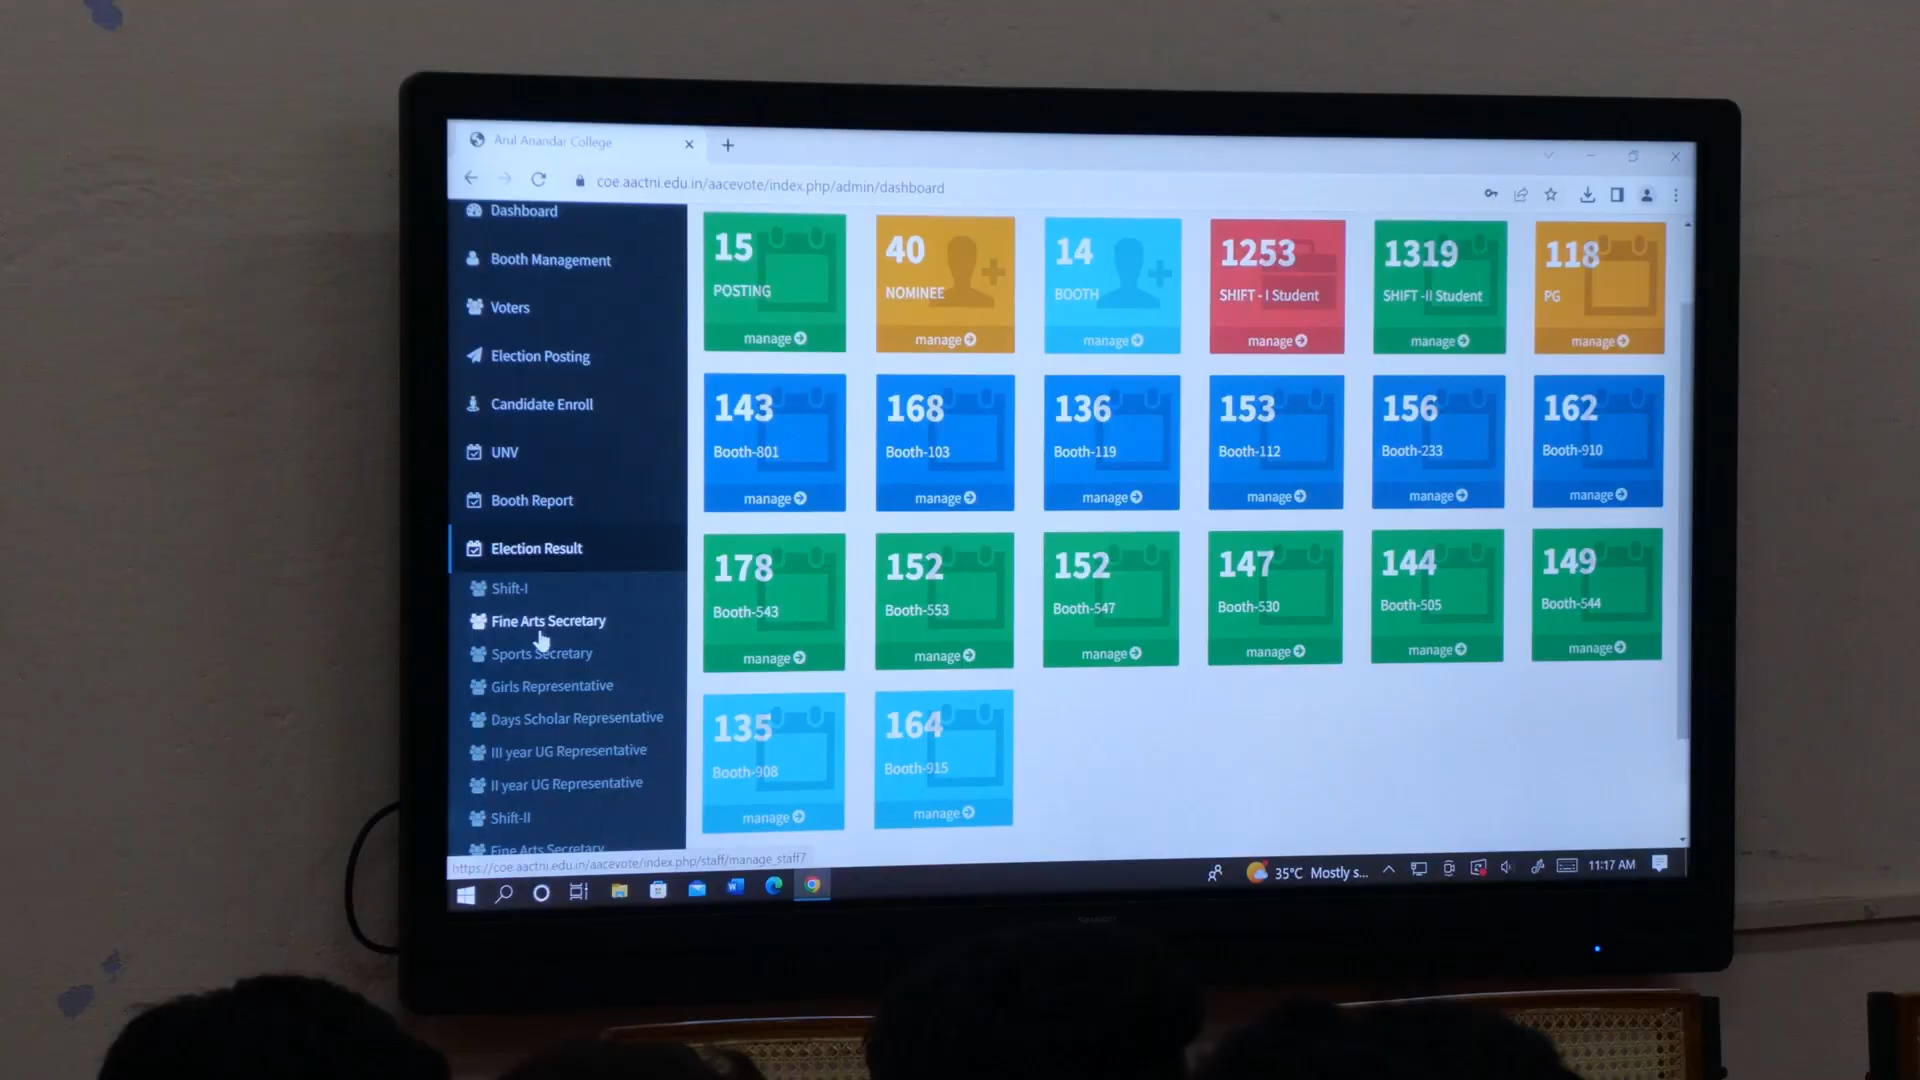 Arul Anandar College
coe.aactni.edu.in/aacevote/index.php/admin/dashboard
Dashboard
Booth Management
Voters
Election Posting
Candidate Enroll
UNV
Booth Report
Election Result
Shift-I
Fine Arts Secretary
Sports Secretary
Girls Representative
Days Scholar Representative
III year UG Representative
II year UG Representative
Shift-II
Fine Arts Secretary
15
POSTING
manage
40
NOMINEE
manage
14
BOOTH
manage
1253
SHIFT - I Student
manage
1319
SHIFT -II Student
manage
118
PG
manage
143
Booth-801
manage
168
Booth-103
manage
136
Booth-119
manage
153
Booth-112
manage
156
Booth-233
manage
162
Booth-910
manage
178
Booth-543
manage
152
Booth-553
manage
152
Booth-547
manage
147
Booth-530
manage
144
Booth-505
manage
149
Booth-544
manage
135
Booth-908
manage
164
Booth-915
manage
https://coe.aactni.edu.in/aacevote/index.php/staff/manage_staff7
35°C Mostly s...
11:17 AM